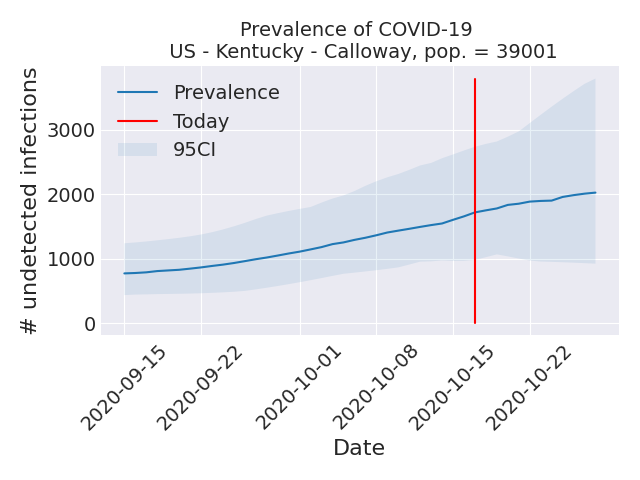 Prevalence of COVID-19
US - Kentucky - Calloway, pop. = 39001
# undetected infections
3000
2000
1000
0
Prevalence
Today
95CI
2020-09-15
2020-09-22
2020-10-01
2020-10-08
2020-10-15
2020-10-22
Date